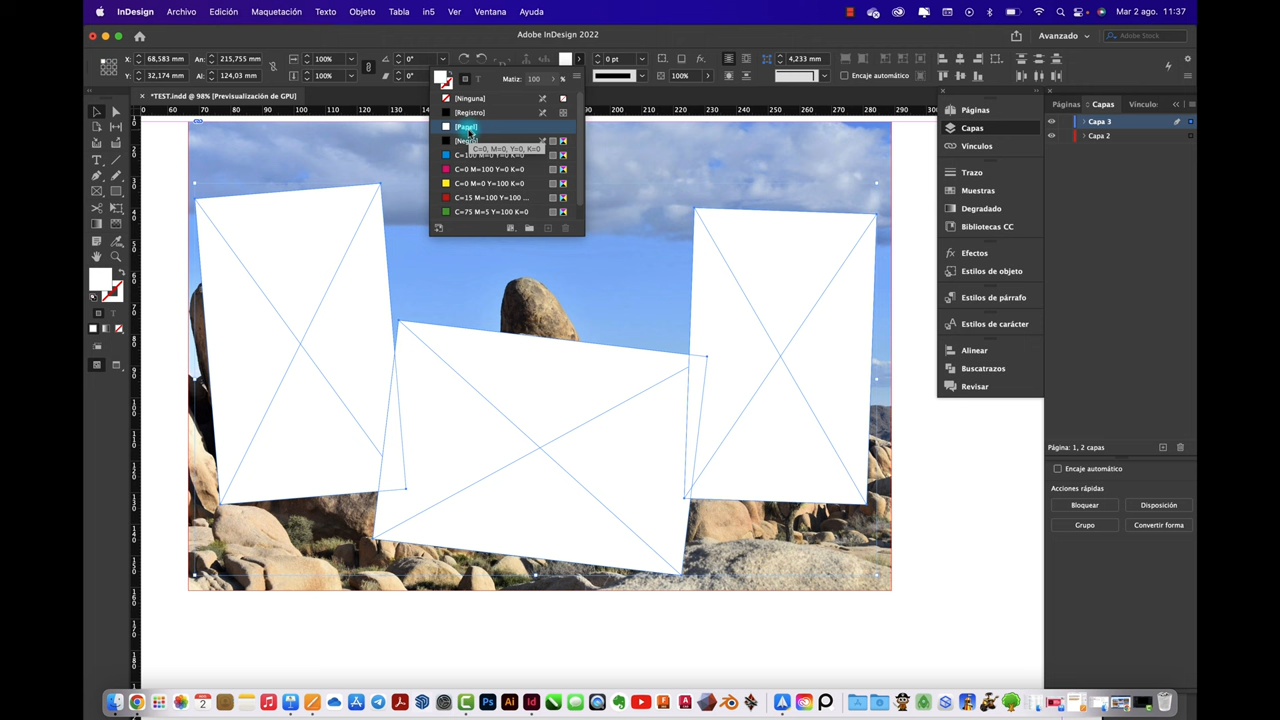 InDesign Archivo Edición Maquetación Texto Objeto Tabla in5 Ver Ventana Ayuda
Mar 2 ago. 11:37
Adobe InDesign 2022
Avanzado
Adobe Stock
X: 68,583 mm An: 215,755 mm 100% 0° 0 pt 4,233 mm
Y: 32,174 mm Al: 124,03 mm 100% 0° 100% Encaje automático
Matiz: 100 %
*TEST.indd @ 98% [Previsualización de GPU]
[Ninguna]
[Registro]
[Papel]
[Negro]
C=0, M=0, Y=0, K=0
C=100 M=0 Y=0 K=0
C=0 M=100 Y=0 K=0
C=0 M=0 Y=100 K=0
C=15 M=100 Y=100 ...
C=75 M=5 Y=100 K=0
Páginas
Capas
Vínculos
Trazo
Muestras
Degradado
Bibliotecas CC
Efectos
Estilos de objeto
Estilos de párrafo
Estilos de carácter
Alinear
Buscatrazos
Revisar
Páginas Capas Vínculo:
Capa 3
Capa 2
Página: 1, 2 capas
Encaje automático
Acciones rápidas
Bloquear Disposición
Grupo Convertir forma